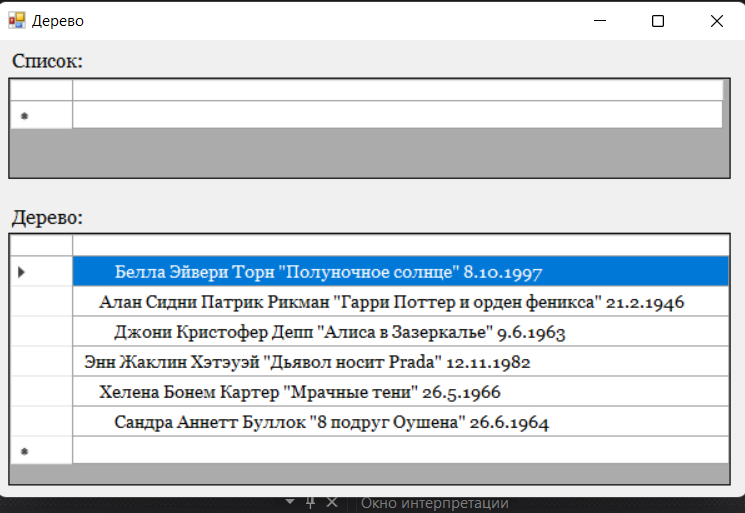 Дерево
Список:
Дерево:
Белла Эйвери Торн "Полуночное солнце" 8.10.1997
Алан Сидни Патрик Рикман "Гарри Поттер и орден феникса" 21.2.1946
Джони Кристофер Депп "Алиса в Зазеркалье" 9.6.1963
Энн Жаклин Хэтэуэй "Дьявол носит Prada" 12.11.1982
Хелена Бонем Картер "Мрачные тени" 26.5.1966
Сандра Аннетт Буллок "8 подруг Оушена" 26.6.1964
Окно интерпретации